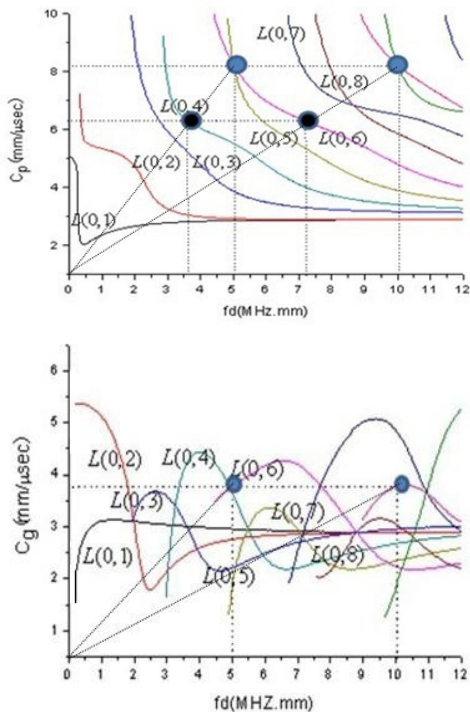 10
8
6
4
2
C_p (mm/µsec)
L(0,7)
L(0,8)
L(0,4)
L(0,5)
L(0,6)
L(0,2)
L(0,3)
L(0,1)
0 1 2 3 4 5 6 7 8 9 10 11 12
fd(MHZ.mm)
6
5
4
3
2
1
C_g (mm/µsec)
L(0,2)
L(0,4)
L(0,6)
L(0,3)
L(0,7)
L(0,1)
L(0,5)
L(0,8)
0 1 2 3 4 5 6 7 8 9 10 11 12
fd(MHZ.mm)